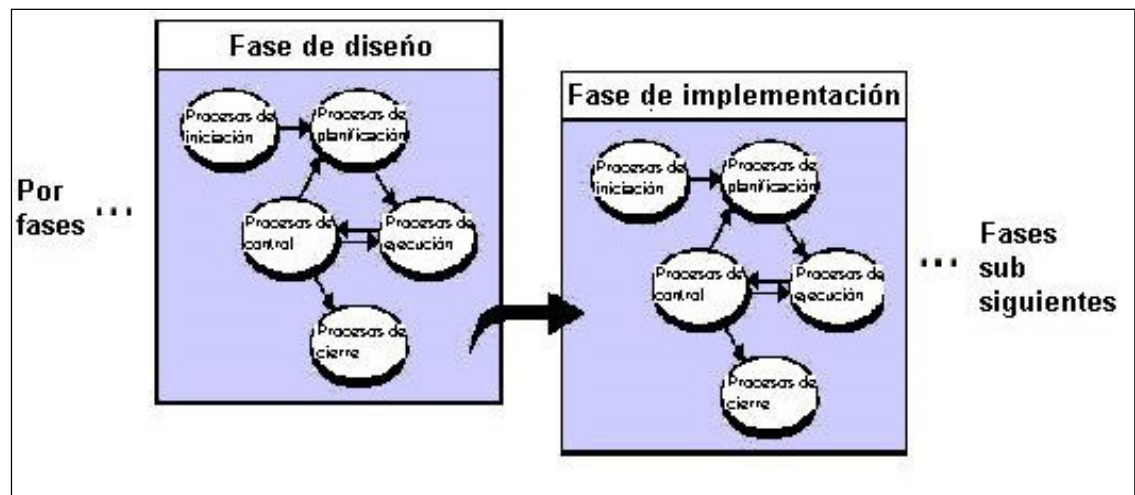 Por
fases ...
Fase de diseño
Procesos de
iniciación
Procesos de
planificación
Procesos de
control
Procesos de
ejecución
Procesos de
cierre
Fase de implementación
Procesos de
iniciación
Procesos de
planificación
Procesos de
control
Procesos de
ejecución
Procesos de
cierre
... Fases
sub
siguientes